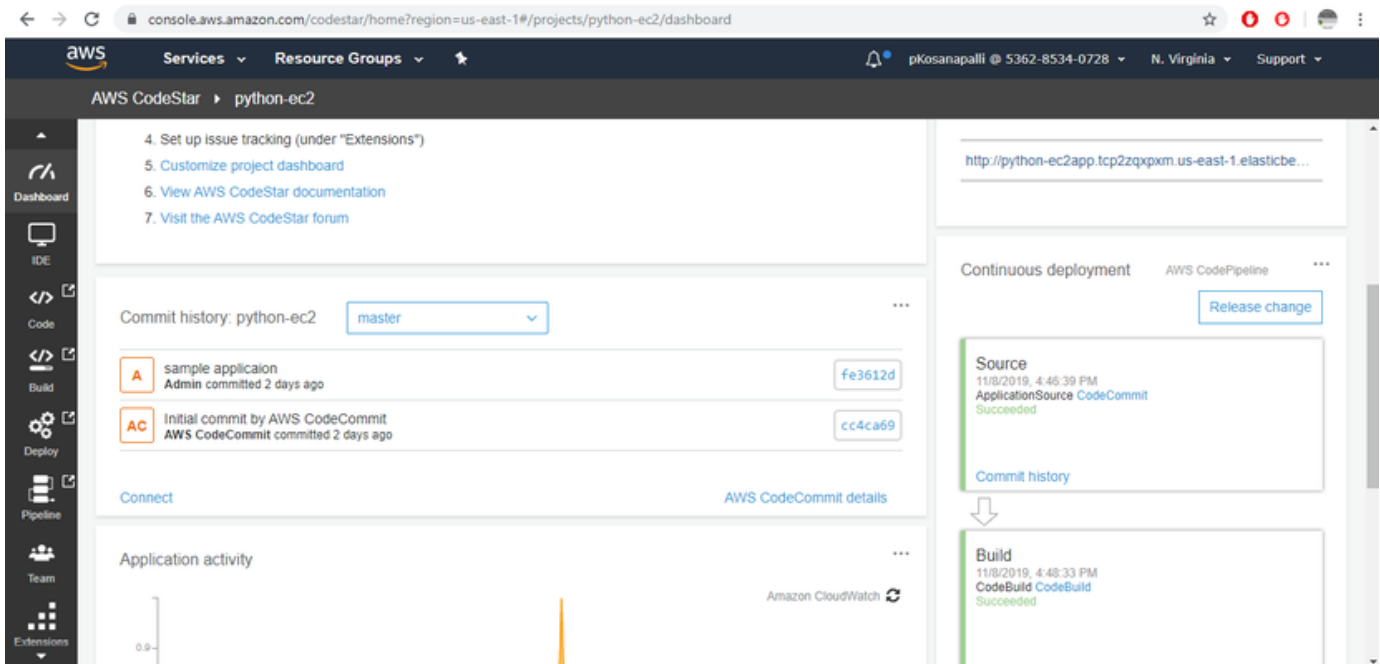 console.aws.amazon.com/codestar/home?region=us-east-1#/projects/python-ec2/dashboard
aws Services Resource Groups pKosanapalli @ 5362-8534-0728 N. Virginia Support
AWS CodeStar python-ec2
Dashboard
IDE
Code
Build
Deploy
Pipeline
Team
Extensions
4. Set up issue tracking (under "Extensions")
5. Customize project dashboard
6. View AWS CodeStar documentation
7. Visit the AWS CodeStar forum
Commit history: python-ec2 master
A sample applicaion
Admin committed 2 days ago
fe3612d
AC Initial commit by AWS CodeCommit
AWS CodeCommit committed 2 days ago
cc4ca69
Connect AWS CodeCommit details
Application activity
Amazon CloudWatch
0.9
http://python-ec2app.tcp2zqxpxm.us-east-1.elasticbe...
Continuous deployment AWS CodePipeline
Release change
Source
11/8/2019, 4:46:39 PM
ApplicationSource CodeCommit
Succeeded
Commit history
Build
11/8/2019, 4:48:33 PM
CodeBuild CodeBuild
Succeeded